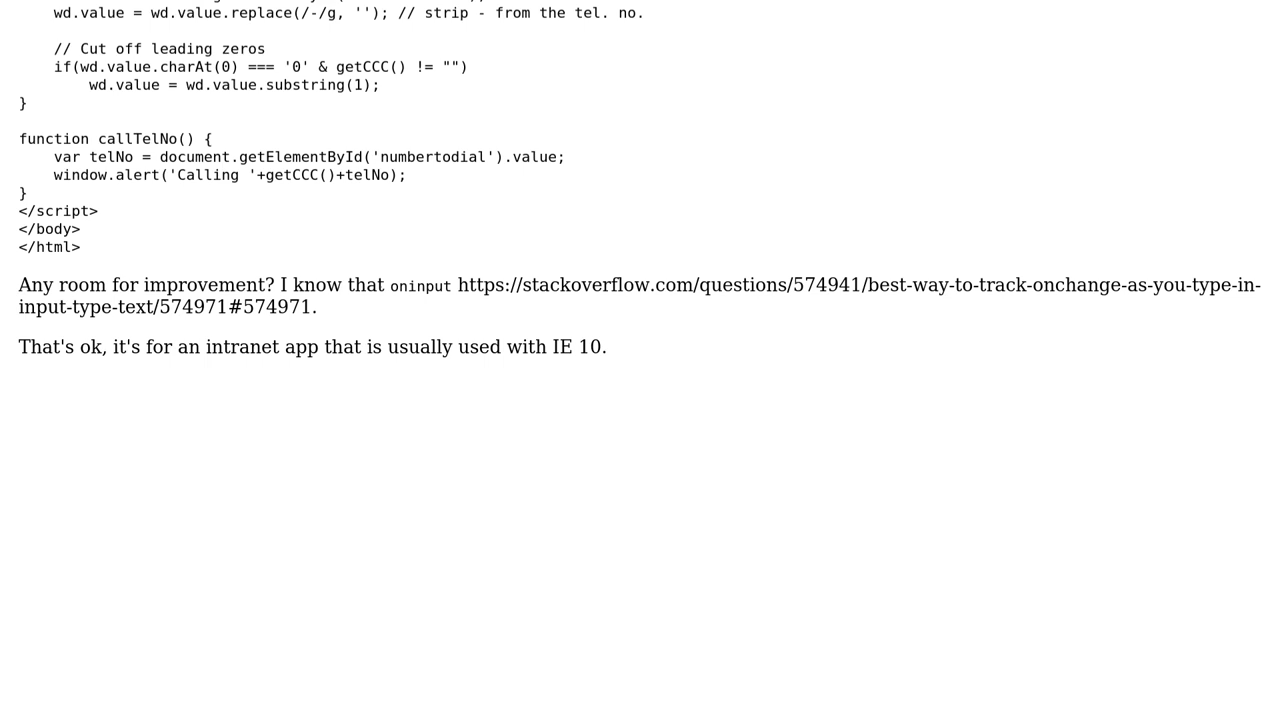 wd.value = wd.value.replace(/-/g, ''); // strip - from the tel. no.
// Cut off leading zeros
if(wd.value.charAt(0) === '0' & getCCC() != "")
wd.value = wd.value.substring(1);
}
function callTelNo() {
var telNo = document.getElementById('numbertodial').value;
window.alert('Calling '+getCCC()+telNo);
}
</script>
</body>
</html>
Any room for improvement? I know that oninput https://stackoverflow.com/questions/574941/best-way-to-track-onchange-as-you-type-in-
input-type-text/574971#574971.
That's ok, it's for an intranet app that is usually used with IE 10.